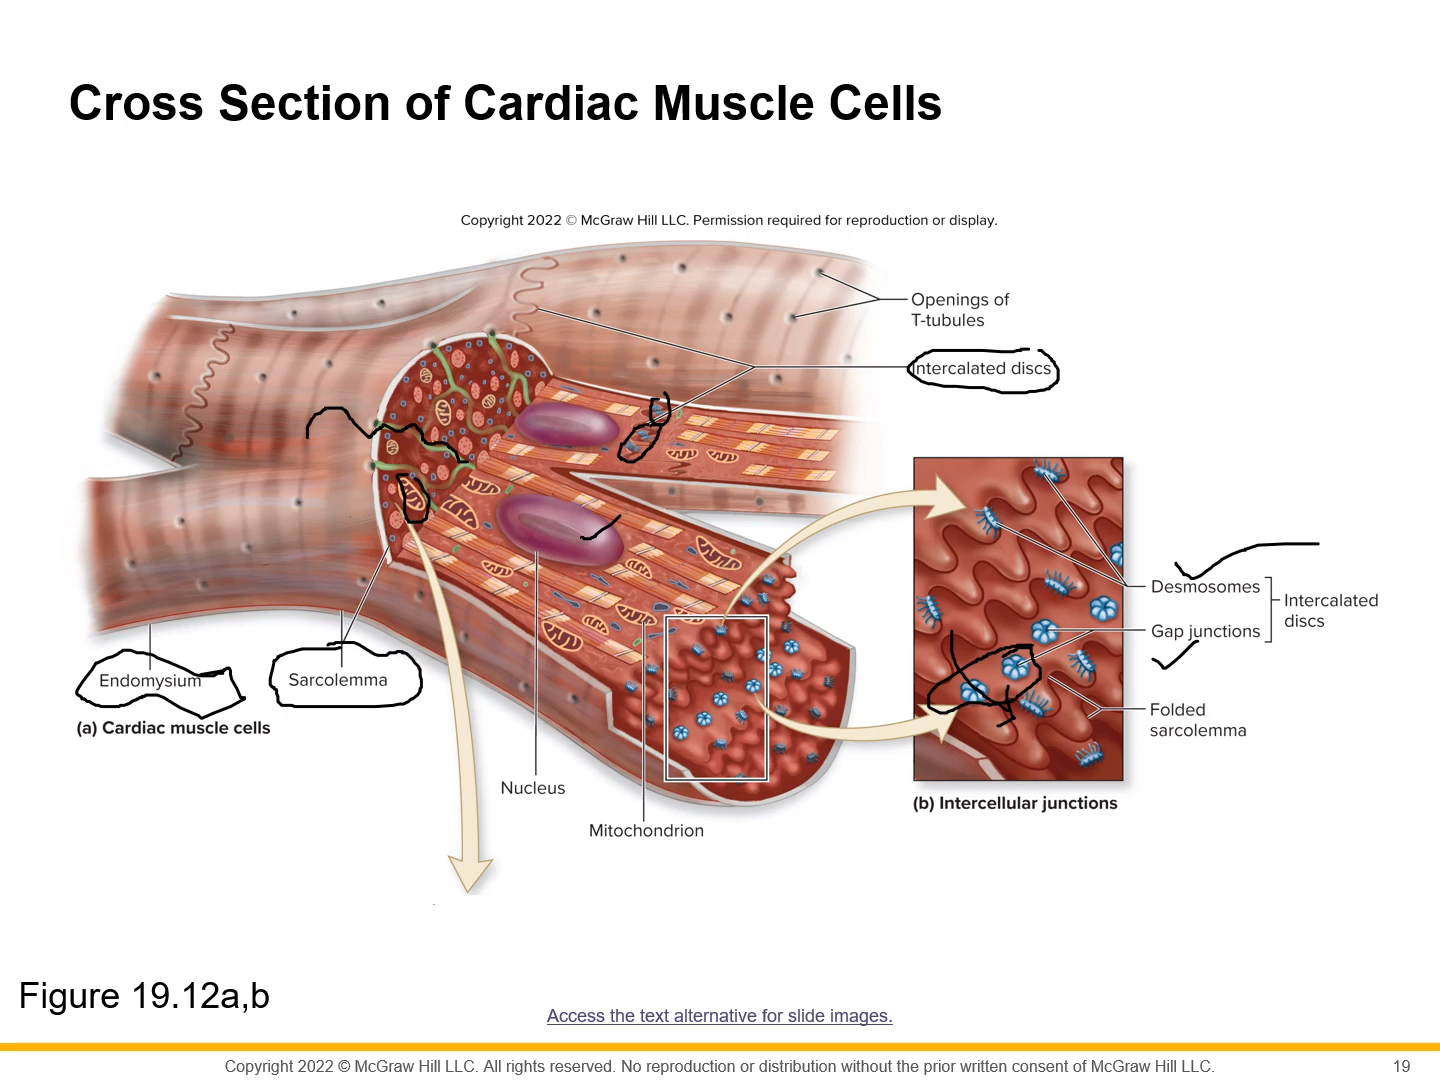 Cross Section of Cardiac Muscle Cells
Copyright 2022 © McGraw Hill LLC. Permission required for reproduction or display.
Openings of
T-tubules
Intercalated discs
Desmosomes
Gap junctions
Intercalated
discs
Folded
sarcolemma
Endomysium
Sarcolemma
(a) Cardiac muscle cells
Nucleus
Mitochondrion
(b) Intercellular junctions
Figure 19.12a,b
Access the text alternative for slide images.
Copyright 2022 © McGraw Hill LLC. All rights reserved. No reproduction or distribution without the prior written consent of McGraw Hill LLC.
19